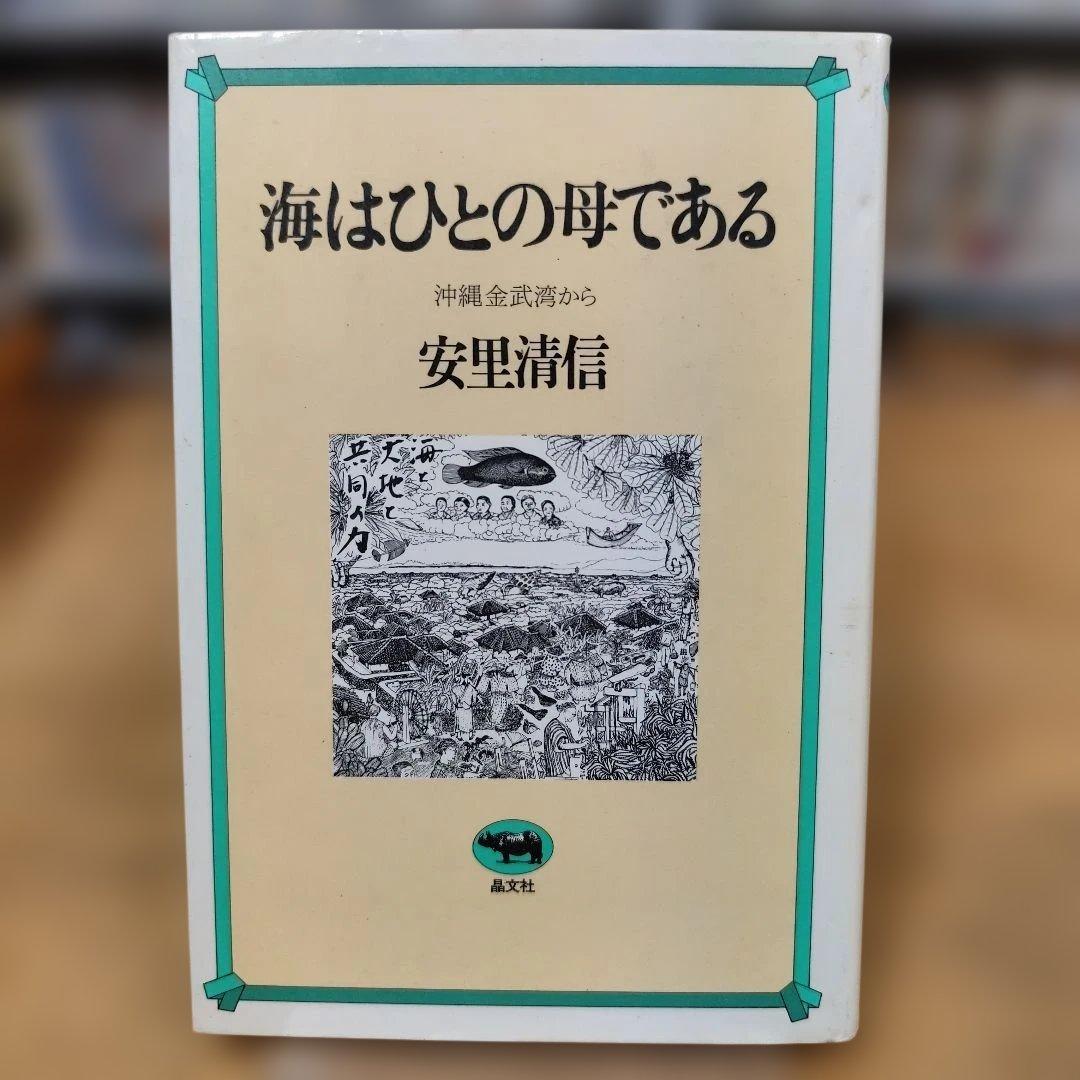 海はひとの母である
沖縄金武湾から
安里清信
海と
大地と
共同の力
晶文社